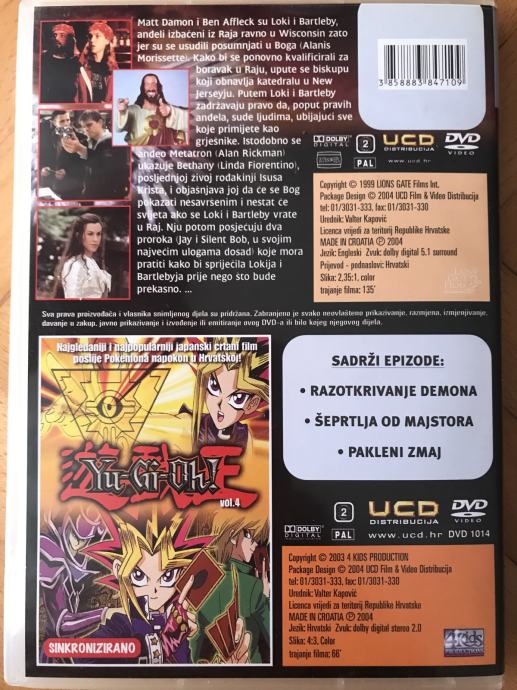 Matt Damon i Ben Affleck su Loki i Bartleby,
anđeli izbačeni iz Raja ravno u Wisconsin zato
jer su se usudili posumnjati u Boga (Alanis
Morissette). Kako bi se ponovno kvalificirali za
boravak u Raju, upute se biskupu
koji obnavlja katedralu u New
Jerseyju. Putem Loki i Bartleby
zadržavaju pravo da, poput pravih
anđela, sude ljudima, ubijajući sve
koje primijete kao
grješnike. Istodobno se
anđeo Metatron (Alan Rickman)
ukazuje Bethany (Linda Fiorentino),
posljednjoj živoj rođakinji Isusa
Krista, i objašnjava joj da će se Bog
pokazati nesavršenim i nestat će
svijeta ako se Loki i Bartleby vrate
u Raj. Nju potom posjećuju dva
proroka (Jay i Silent Bob, u svojim
najvećim ulogama dosad) koje mora
pratiti kako bi spriječila Lokija i
Bartlebyja prije nego što bude
prekasno. ...
3 858883 847109
DOLBY
DIGITAL
2
PAL
UCD
DISTRIBUCIJA
www.ucd.hr
DVD
VIDEO
Copyright © 1999 LIONS GATE Films Int.
Package Design © 2004 UCD Film & Video Distribucija
tel: 01/3031-333, fax: 01/3031-330
Urednik: Valter Kapović
Licenca vrijedi za teritorij Republike Hrvatske
MADE IN CROATIA ℗ 2004
Jezik: Engleski Zvuk: dolby digital 5.1 surround
Prijevod - podnaslovi: Hrvatski
Slika: 2,35:1, color
trajanje filma: 135'
Sva prava proizvođača i vlasnika snimljenog djela su pridržana. Zabranjeno je svako neovlašteno prikazivanje, razmjena, izmjenjivanje,
davanje u zakup, javno prikazivanje i izvođenje ili emitiranje ovog DVD-a ili bilo kojeg njegovog dijela.
Najgledaniji i najpopularniji japanski crtani film
poslije Pokemona napokon u Hrvatskoj!
遊戯王
Yu-Gi-Oh!
vol.4
SINKRONIZIRANO
SADRŽI EPIZODE:
• RAZOTKRIVANJE DEMONA
• ŠEPRTLJA OD MAJSTORA
• PAKLENI ZMAJ
DOLBY
DIGITAL
2
PAL
UCD
DISTRIBUCIJA
www.ucd.hr
DVD
VIDEO
DVD 1014
Copyright © 2003 4 KIDS PRODUCTION
Package Design © 2004 UCD Film & Video Distribucija
tel: 01/3031-333, fax: 01/3031-330
Urednik: Valter Kapović
Licenca vrijedi za teritorij Republike Hrvatske
MADE IN CROATIA ℗ 2004
Jezik: Hrvatski Zvuk: dolby digital stereo 2.0
Slika: 4:3, Color
trajanje filma: 66'
4Kids
PRODUCTIONS